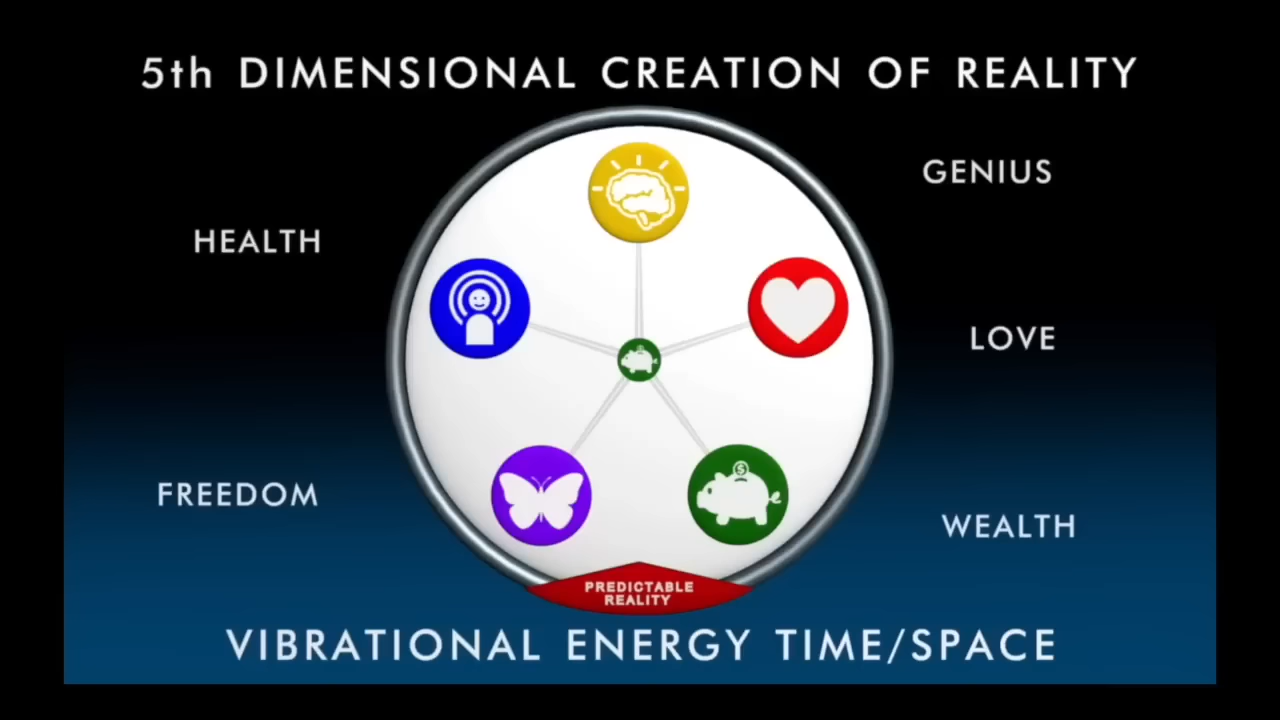 5th DIMENSIONAL CREATION OF REALITY
GENIUS
HEALTH
LOVE
FREEDOM
WEALTH
$
PREDICTABLE
REALITY
VIBRATIONAL ENERGY TIME/SPACE